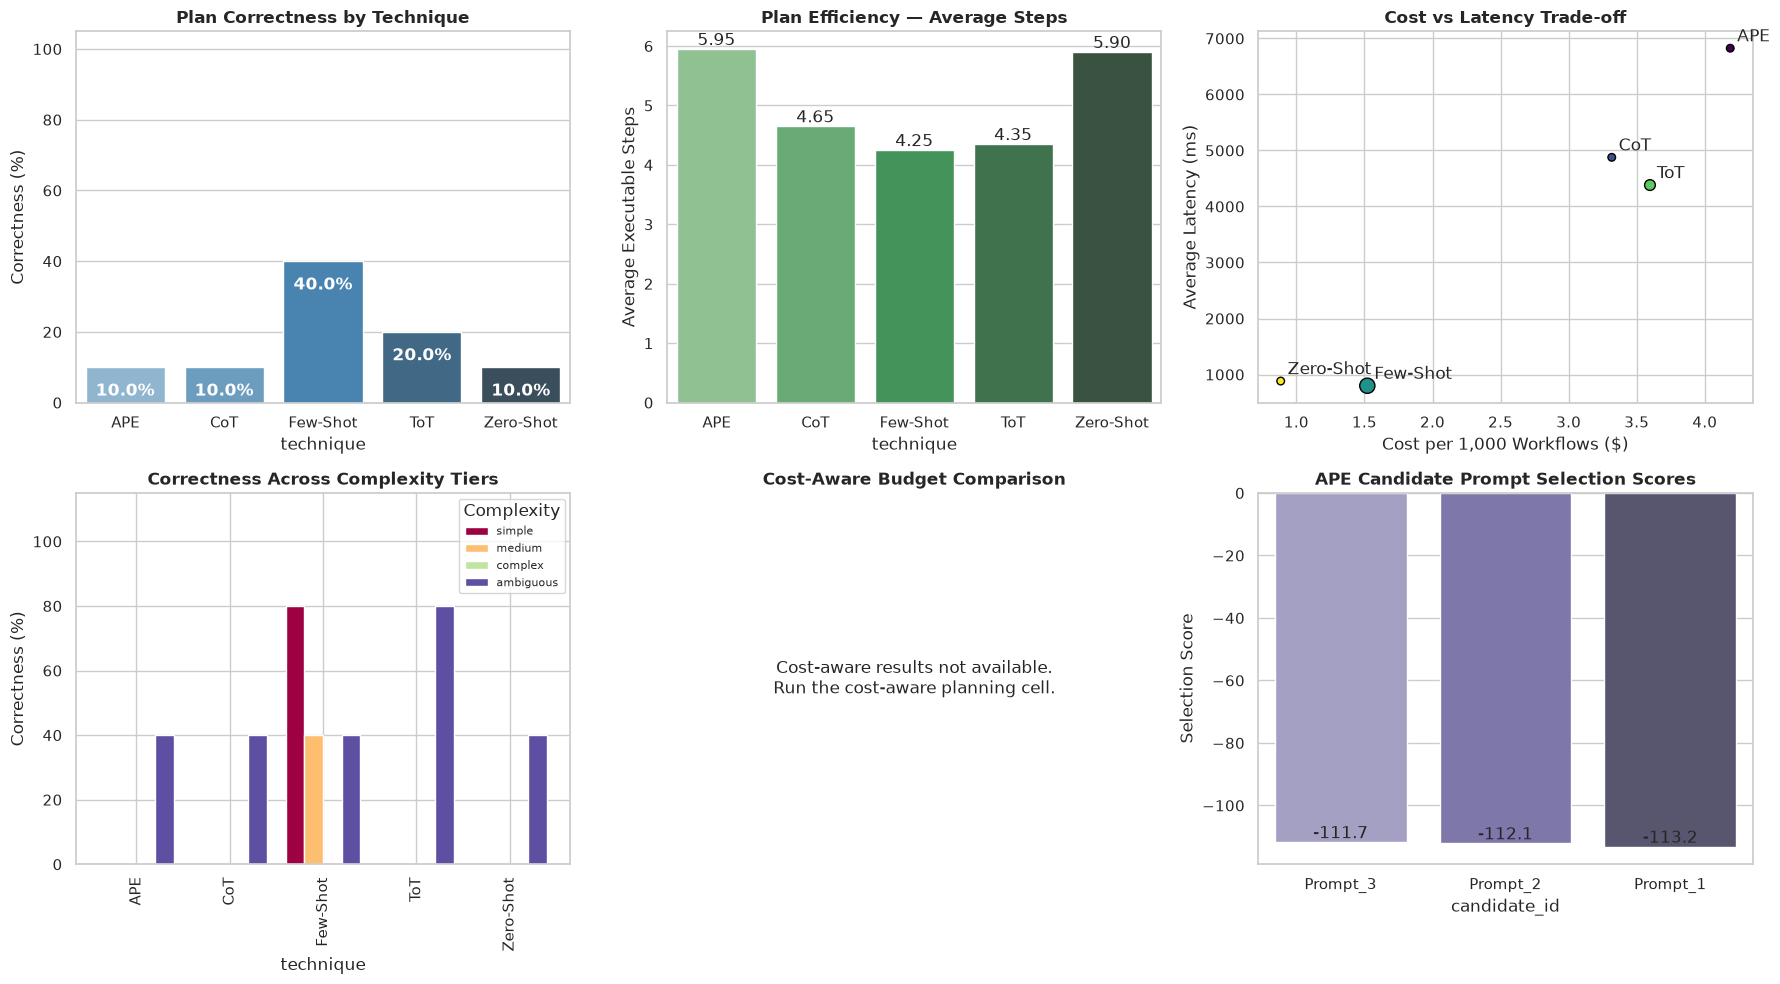 Plan Correctness by Technique
Correctness (%)
100
80
60
40
20
0
10.0%
10.0%
40.0%
20.0%
10.0%
APE
CoT
Few-Shot
ToT
Zero-Shot
technique
Plan Efficiency — Average Steps
Average Executable Steps
6
5
4
3
2
1
0
5.95
4.65
4.25
4.35
5.90
APE
CoT
Few-Shot
ToT
Zero-Shot
technique
Cost vs Latency Trade-off
Average Latency (ms)
7000
6000
5000
4000
3000
2000
1000
APE
CoT
ToT
Zero-Shot
Few-Shot
1.0
1.5
2.0
2.5
3.0
3.5
4.0
Cost per 1,000 Workflows ($)
Correctness Across Complexity Tiers
Correctness (%)
100
80
60
40
20
0
Complexity
simple
medium
complex
ambiguous
APE
CoT
Few-Shot
ToT
Zero-Shot
technique
Cost-Aware Budget Comparison
Cost-aware results not available.
Run the cost-aware planning cell.
APE Candidate Prompt Selection Scores
Selection Score
0
−20
−40
−60
−80
−100
-111.7
-112.1
-113.2
Prompt_3
Prompt_2
Prompt_1
candidate_id